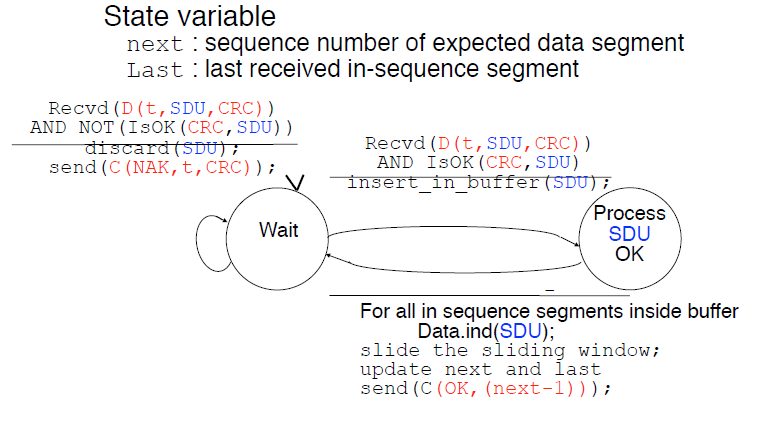 State variable
next : sequence number of expected data segment
Last : last received in-sequence segment
Recvd(D(t,SDU,CRC))
AND NOT(IsOK(CRC,SDU))
discard(SDU);
send(C(NAK,t,CRC));
Recvd(D(t,SDU,CRC))
AND IsOK(CRC,SDU)
insert_in_buffer(SDU);
Wait
Process
SDU
OK
-
For all in sequence segments inside buffer
Data.ind(SDU);
slide the sliding window;
update next and last
send(C(OK,(next-1)));